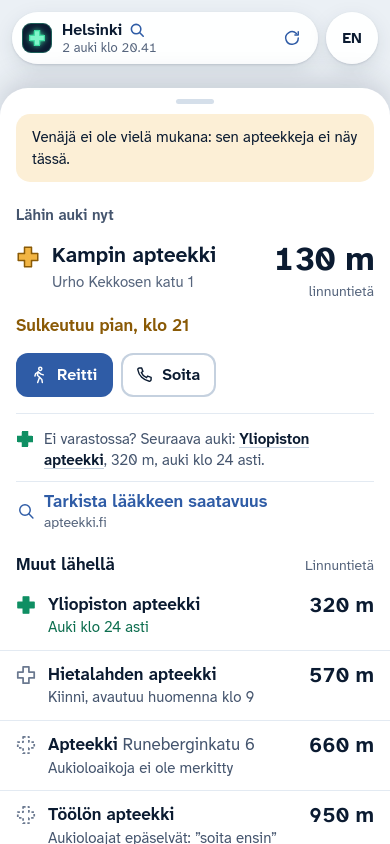 Helsinki
2 auki klo 20.41
EN
Venäjä ei ole vielä mukana: sen apteekkeja ei näy
tässä.
Lähin auki nyt
Kampin apteekki
130 m
Urho Kekkosen katu 1
linnuntietä
Sulkeutuu pian, klo 21
Reitti
Soita
Ei varastossa? Seuraava auki: Yliopiston
apteekki, 320 m, auki klo 24 asti.
Tarkista lääkkeen saatavuus
apteekki.fi
Muut lähellä
Linnuntietä
Yliopiston apteekki
320 m
Auki klo 24 asti
Hietalahden apteekki
570 m
Kiinni, avautuu huomenna klo 9
Apteekki Runeberginkatu 6
660 m
Aukioloaikoja ei ole merkitty
Töölön apteekki
950 m
Aukioloajat epäselvät: ”soita ensin”